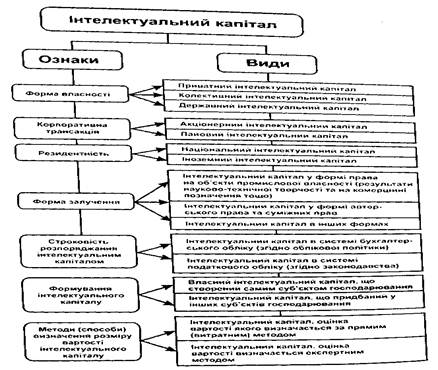 Інтелектуальний капітал
Ознаки
Види
Форма власності
Приватний інтелектуальний капітал
Колективний інтелектуальний капітал
Державний інтелектуальний капітал
Корпоративна
трансакція
Акціонерний інтелектуальний капітал
Пайовий інтелектуальний капітал
Резидентність
Національний інтелектуальний капітал
Іноземний інтелектуальний капітал
Форма залучення
Інтелектуальний капітал у формі права
на об'єкти промислової власності (результати
науково-технічної творчості та на комерційні
позначення тощо)
Інтелектуальний капітал у формі автор-
ського права та суміжних прав
Інтелектуальний капітал в інших формах
Строковість
розпорядження
інтелектуальним
капіталом
Інтелектуальний капітал в системі бухгалтер-
ського обліку (згідно облікової політики)
Інтелектуальний капітал в системі
податкового обліку (згідно законодавства)
Формування
інтелектуального
капіталу
Власний інтелектуальний капітал, що
створений самим суб'єктом господарювання
Інтелектуальний капітал, що придбаний у
інших суб'єктів господарювання
Методи (способи)
визначення розміру
вартості
інтелектуального
капіталу
Інтелектуальний капітал, оцінка
вартості якого визначається за прямим
(витратним) методом
Інтелектуальний капітал, оцінка
вартості визначається експертним
методом